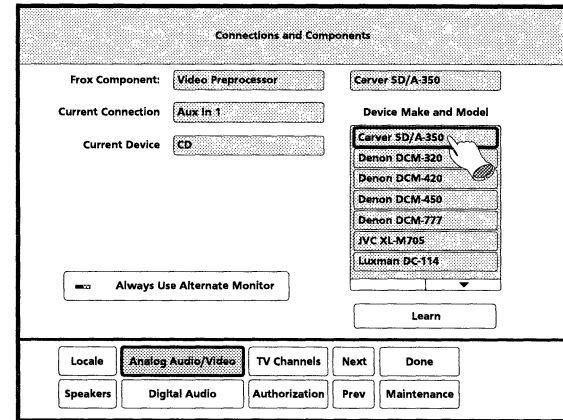 Connections and Components
Frox Component: Video Preprocessor Carver SD/A-350
Current Connection Aux In 1 Device Make and Model
Current Device CD
Carver SD/A-350
Denon DCM-320
Denon DCM-420
Denon DCM-450
Denon DCM-777
JVC XL-M705
Luxman DC-114
Always Use Alternate Monitor
Learn
Locale Analog Audio/Video TV Channels Next Done
Speakers Digital Audio Authorization Prev Maintenance